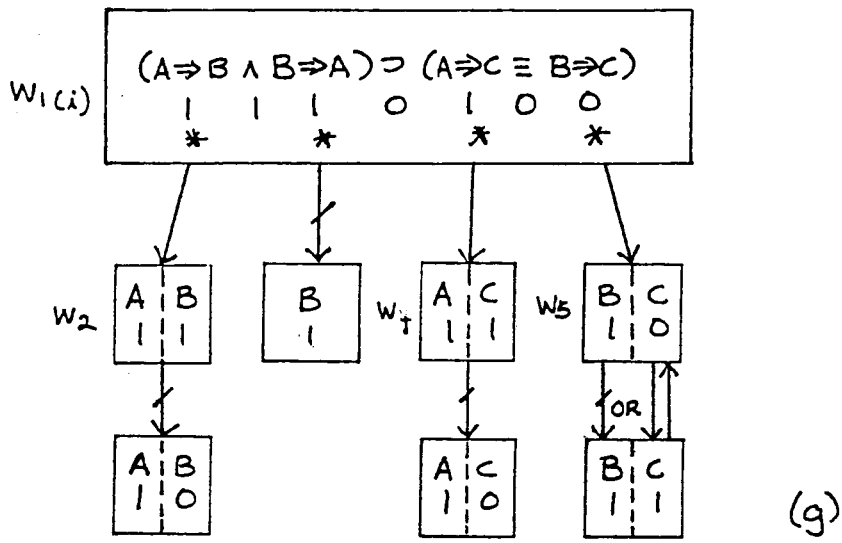 (A⇒B ∧ B⇒A) ⊃ (A⇒C ≡ B⇒C)
W1(i)
1 1 1 0 1 0 0
* * * *
A B B A C B C
W2 W5
1 1 1 1 1 1 0
OR
A B A C B C
1 0 1 0 1 1
(g)